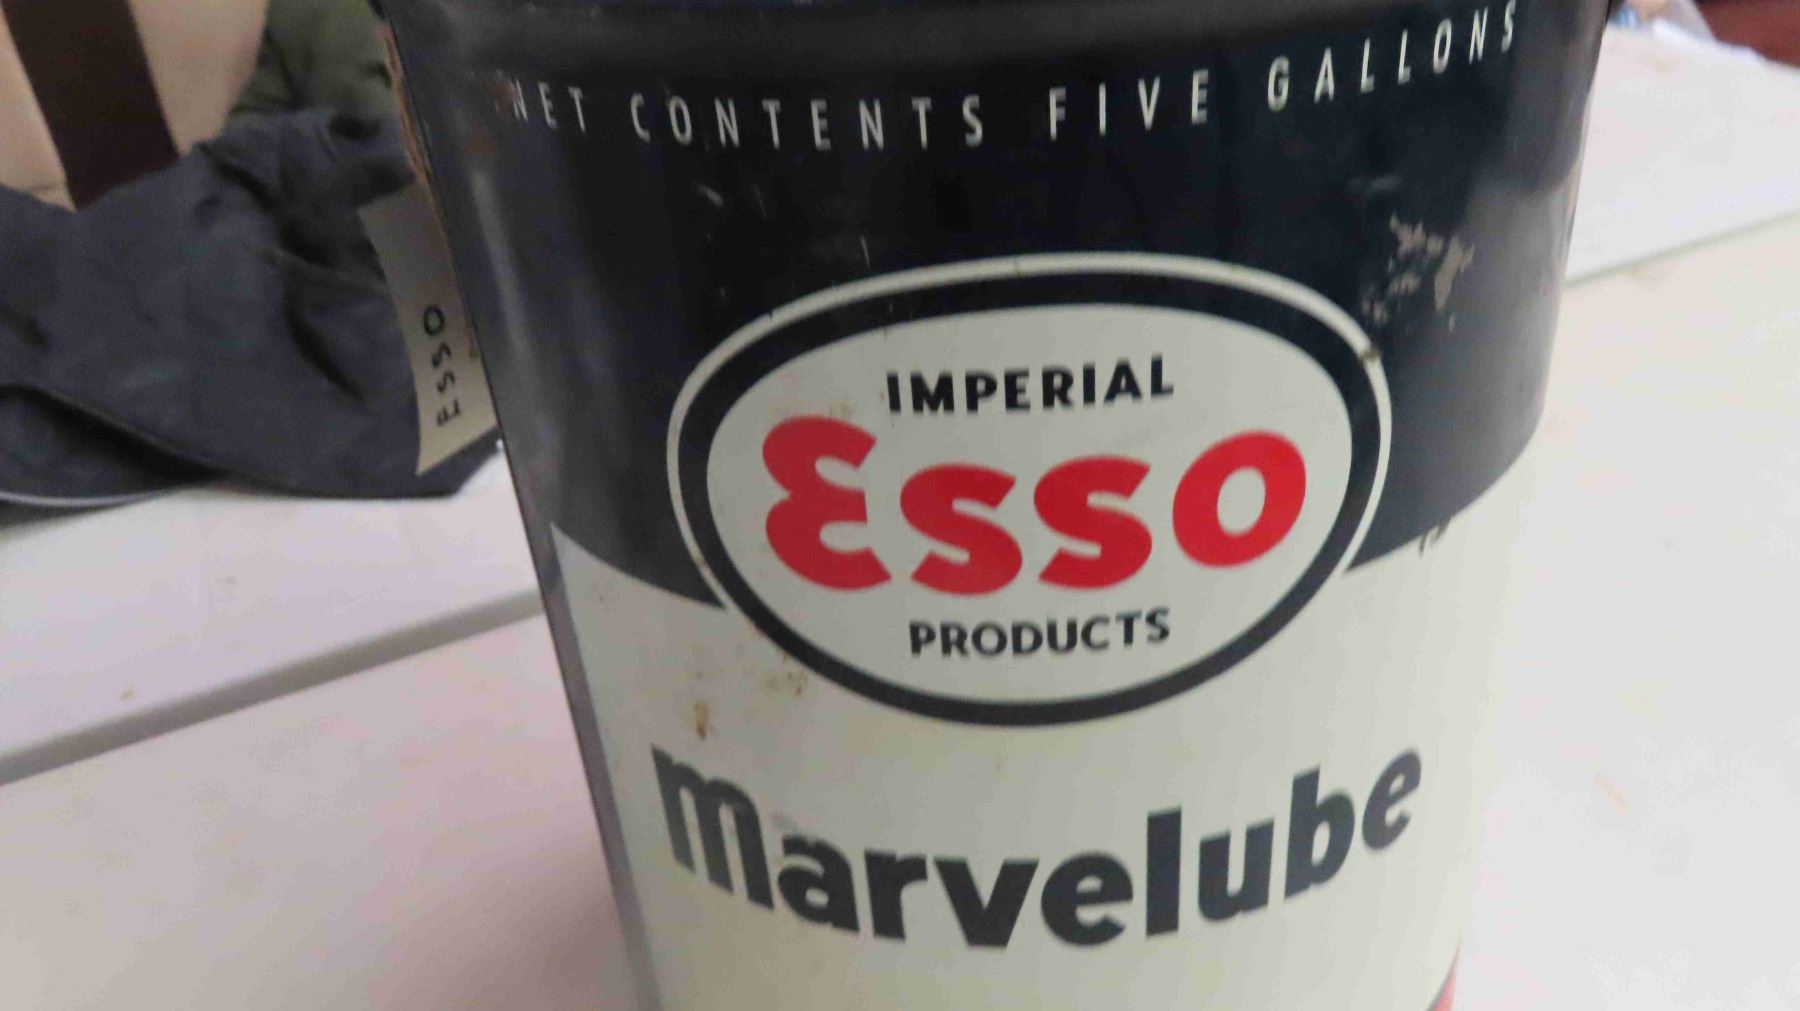 NET CONTENTS FIVE GALLONS
IMPERIAL
Esso
PRODUCTS
marvelube
ESSO